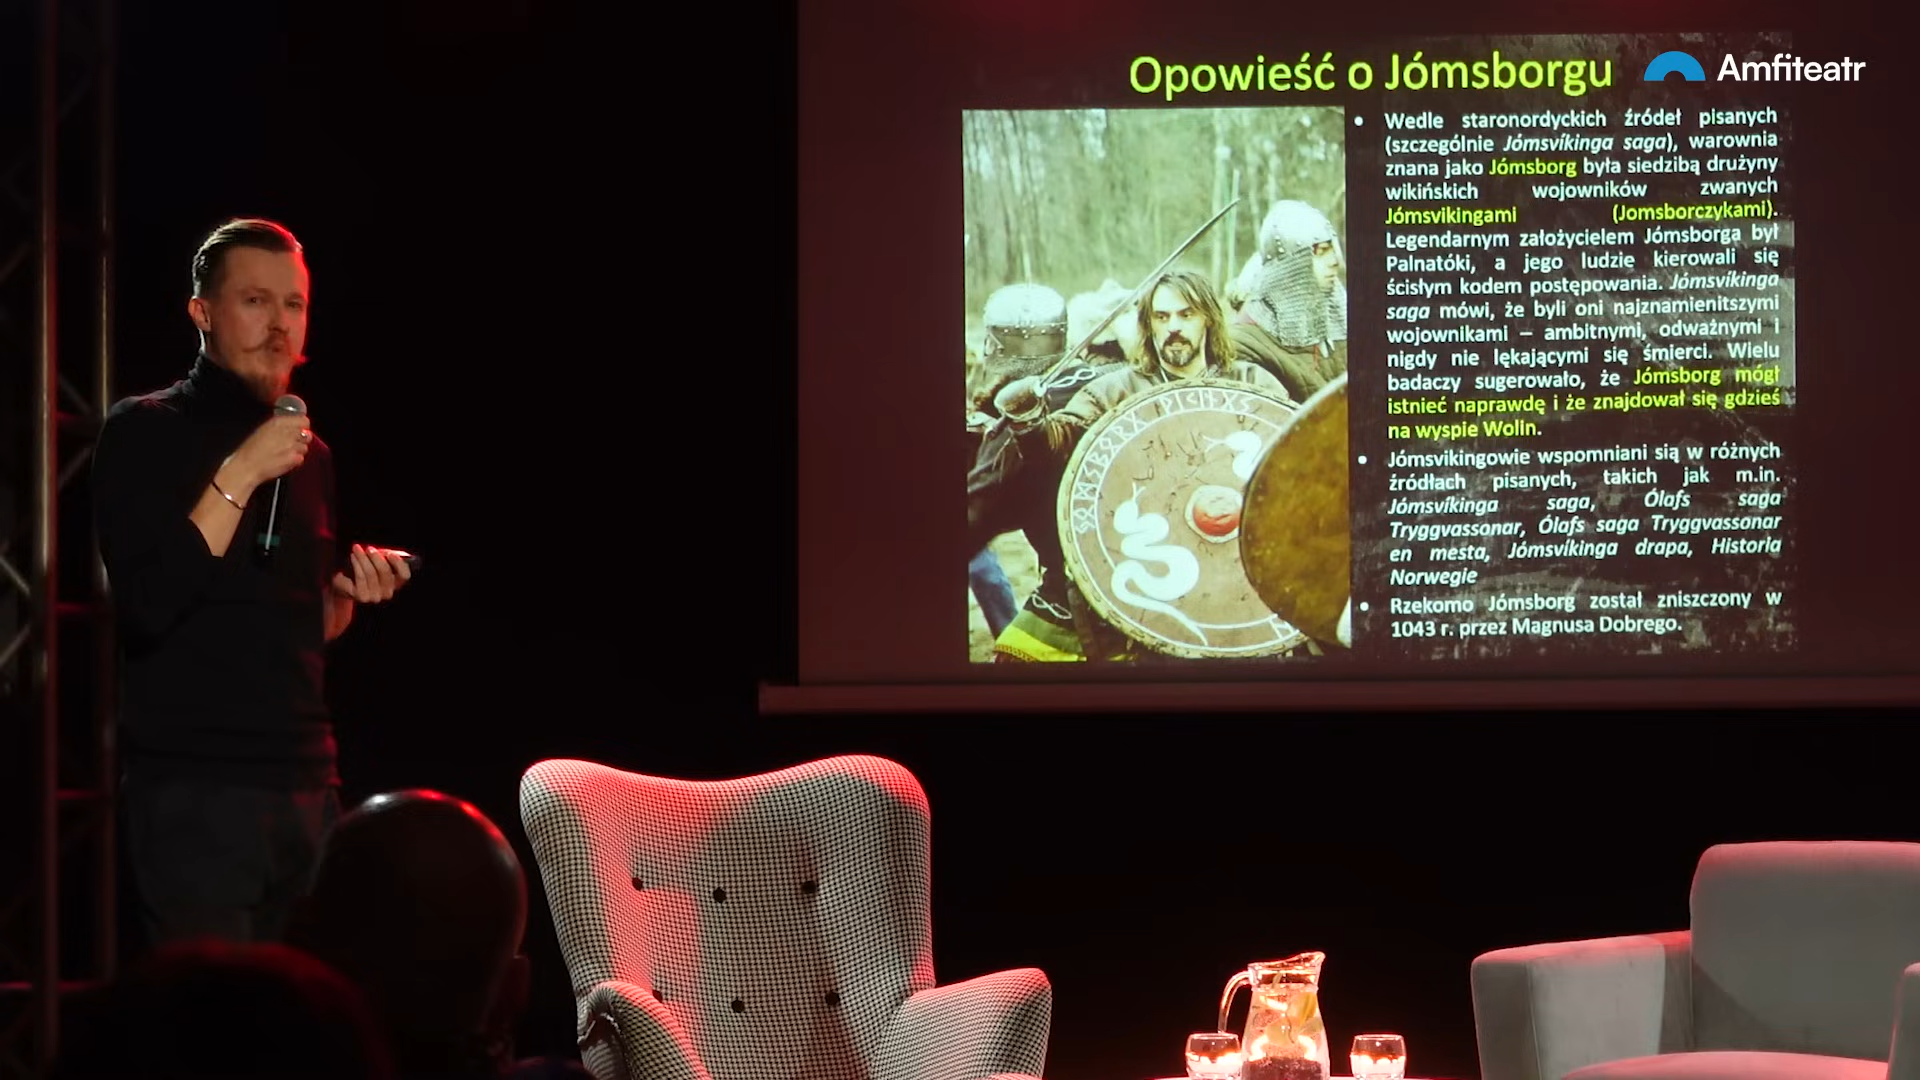 Opowieść o Jómsborgu
Amfiteatr
• Wedle staronordyckich źródeł pisanych
(szczególnie Jómsvíkinga saga), warownia
znana jako Jómsborg była siedzibą drużyny
wikińskich wojowników zwanych
Jómsvikingami (Jomsborczykami).
Legendarnym założycielem Jómsborga był
Palnatóki, a jego ludzie kierowali się
ścisłym kodem postępowania. Jómsvíkinga
saga mówi, że byli oni najznamienitszymi
wojownikami – ambitnymi, odważnymi i
nigdy nie lękającymi się śmierci. Wielu
badaczy sugerowało, że Jómsborg mógł
istnieć naprawdę i że znajdował się gdzieś
na wyspie Wolin.
• Jómsvikingowie wspomniani sią w różnych
źródłach pisanych, takich jak m.in.
Jómsvíkinga saga, Ólafs saga
Tryggvassonar, Ólafs saga Tryggvassonar
en mesta, Jómsvíkinga drapa, Historia
Norwegie
• Rzekomo Jómsborg został zniszczony w
1043 r. przez Magnusa Dobrego.